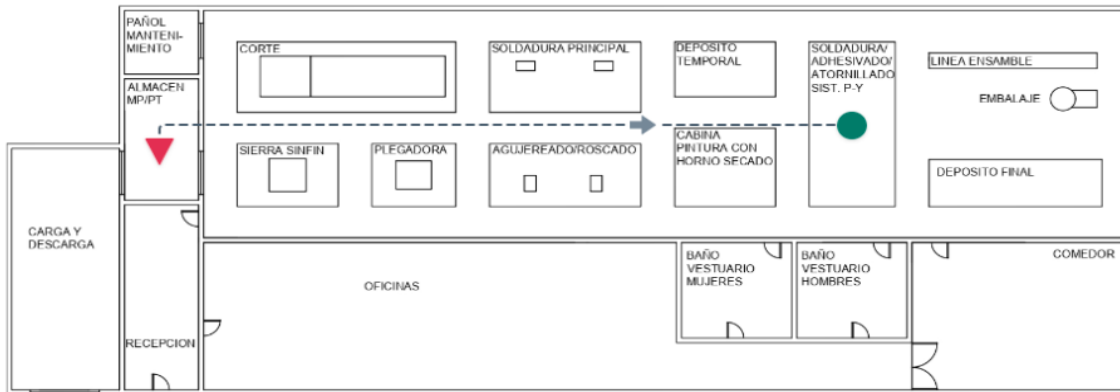 PAÑOL
MANTENI-
MIENTO
ALMACEN
MP/PT
CORTE
SOLDADURA PRINCIPAL
DEPOSITO
TEMPORAL
SOLDADURA/
ADHESIVADO/
ATORNILLADO
SIST. P-Y
LINEA ENSAMBLE
EMBALAJE
SIERRA SINFIN
PLEGADORA
AGUJEREADO/ROSCADO
CABINA
PINTURA CON
HORNO SECADO
DEPOSITO FINAL
CARGA Y
DESCARGA
RECEPCION
OFICINAS
BAÑO
VESTUARIO
MUJERES
BAÑO
VESTUARIO
HOMBRES
COMEDOR